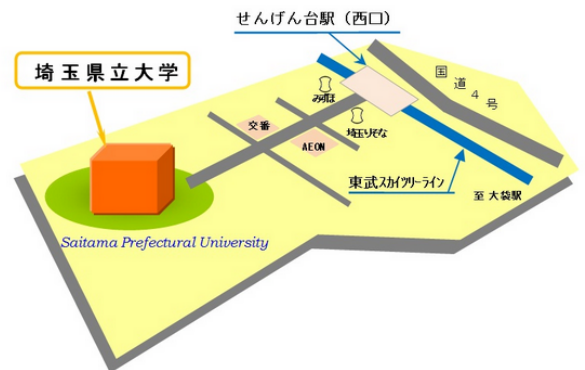 せんげん台駅（西口）
埼玉県立大学
国道４号
みずほ
交番
埼玉りそな
AEON
東武スカイツリーライン
至 大袋駅
Saitama Prefectural University